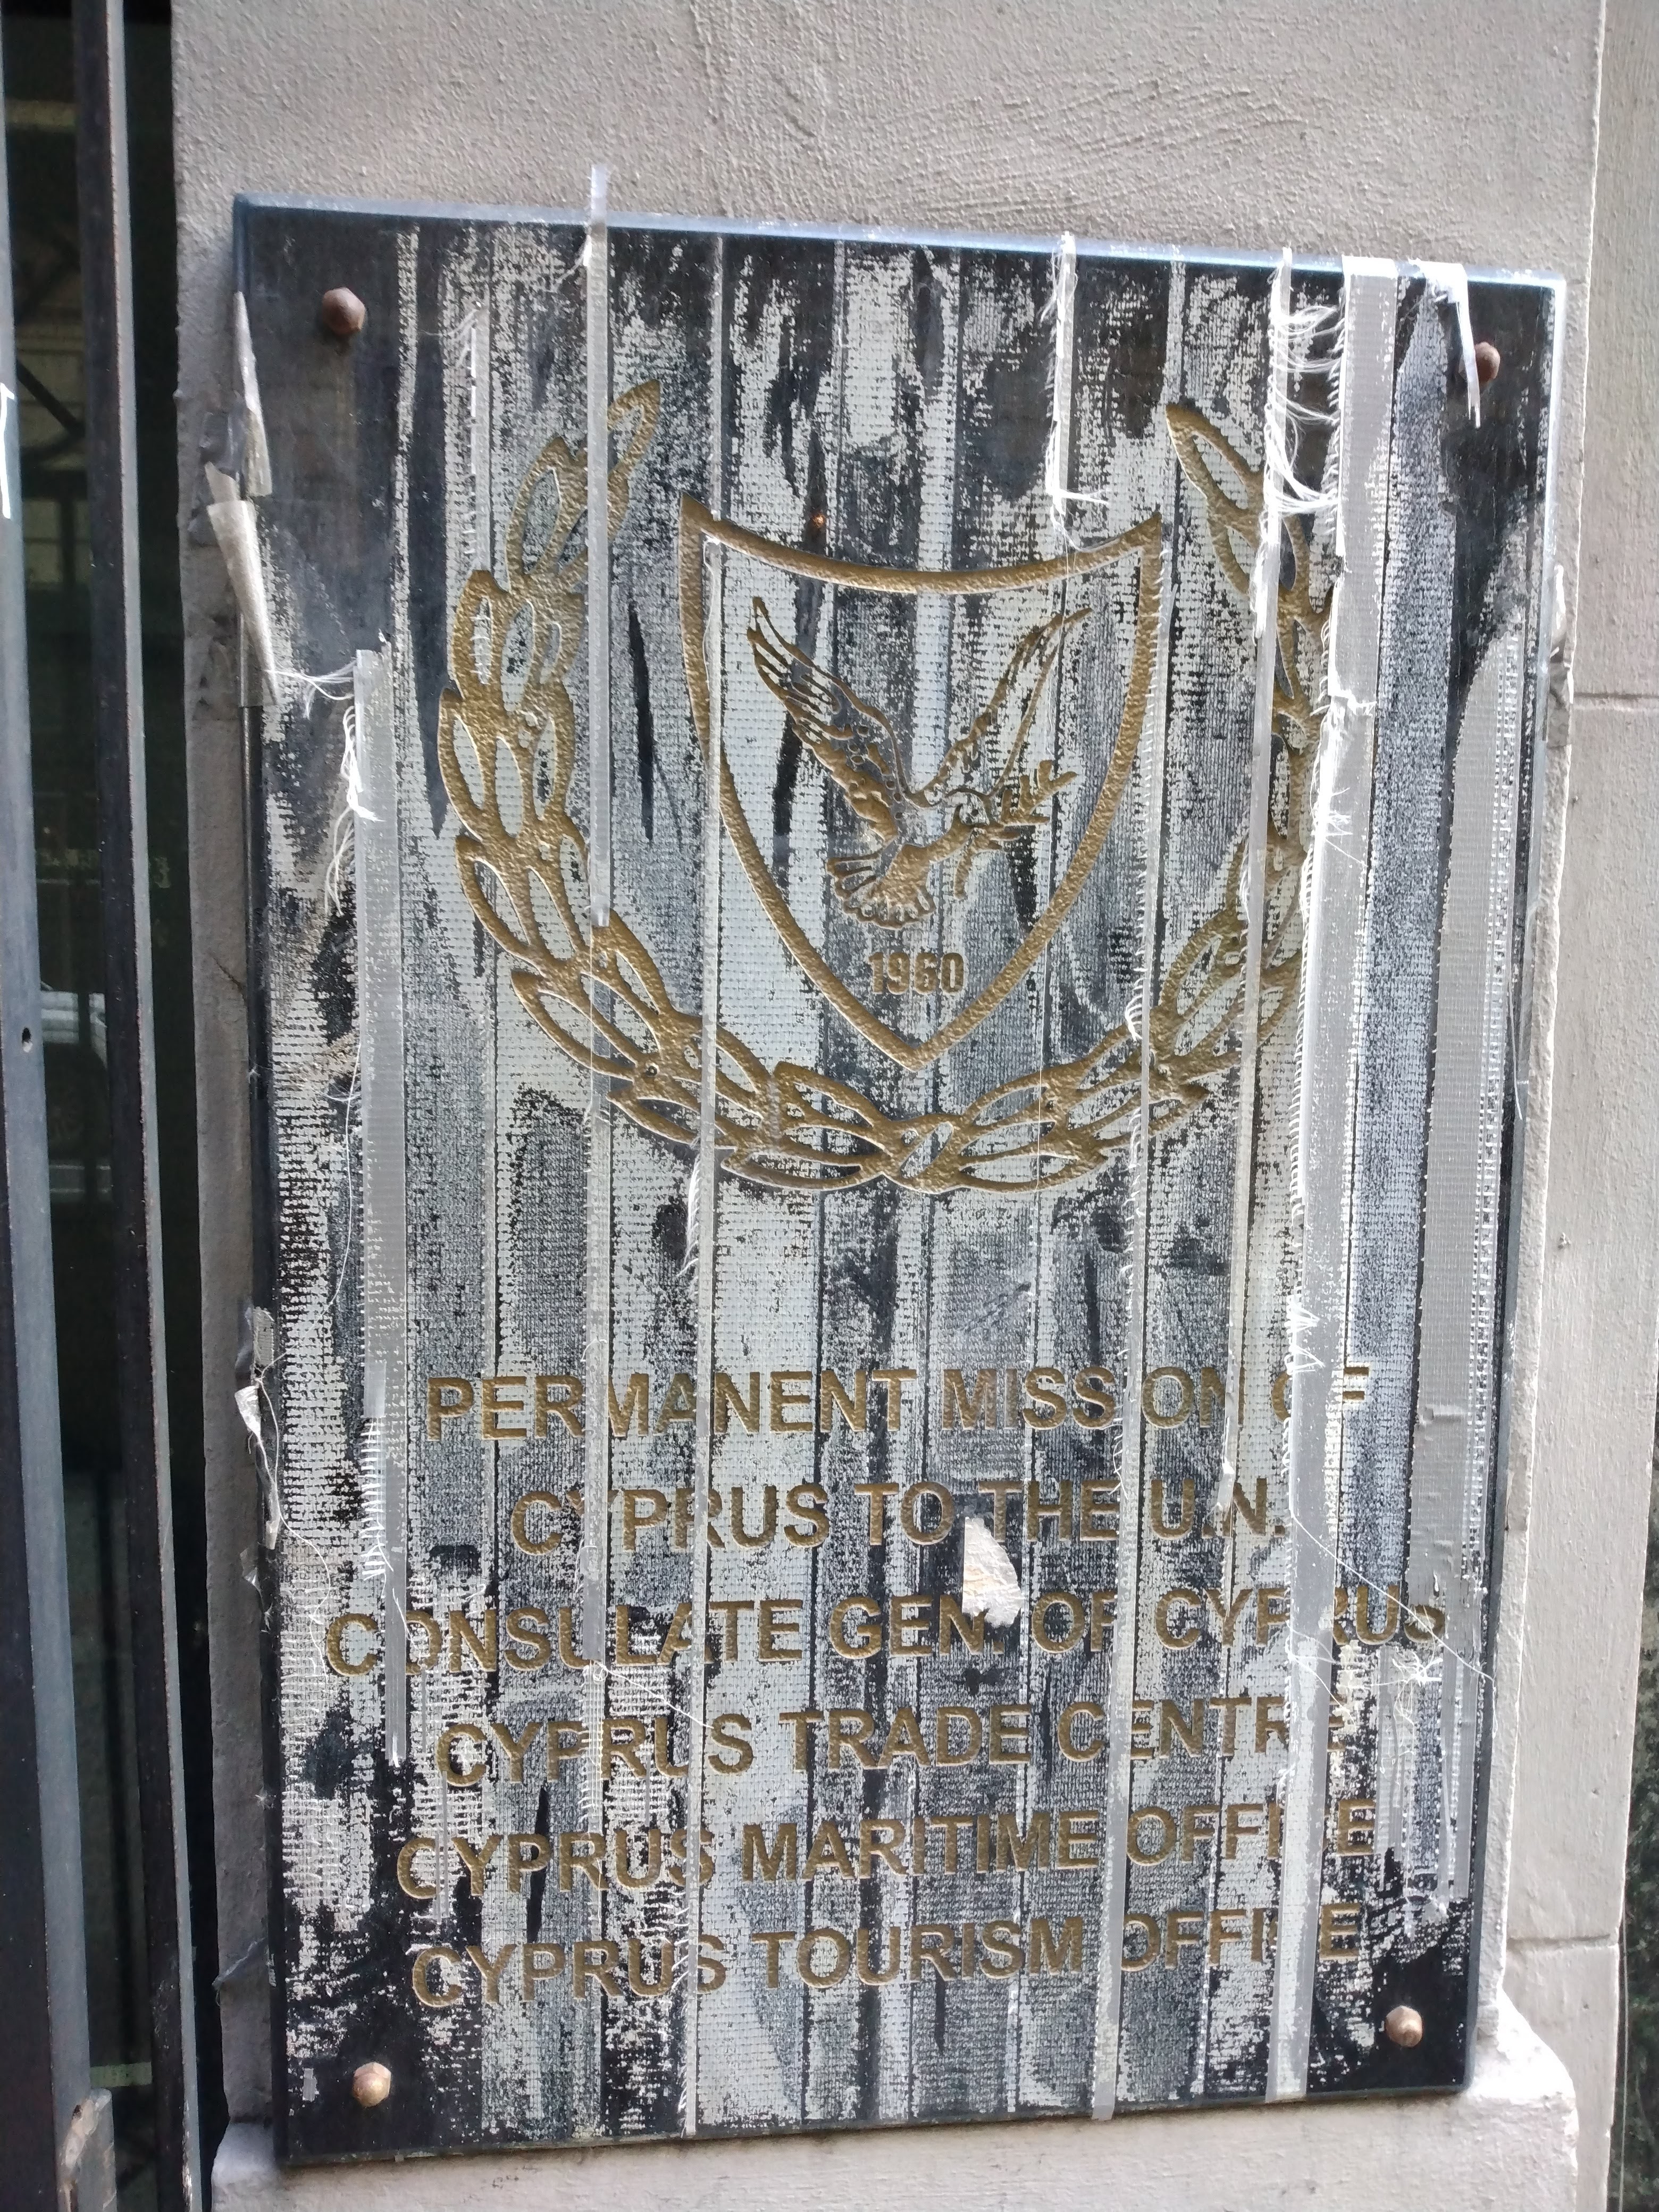 1960
PERMANENT MISSION OF
CYPRUS TO THE U.N.
CONSULATE GEN. OF CYPRUS
CYPRUS TRADE CENTRE
CYPRUS MARITIME OFFICE
CYPRUS TOURISM OFFICE